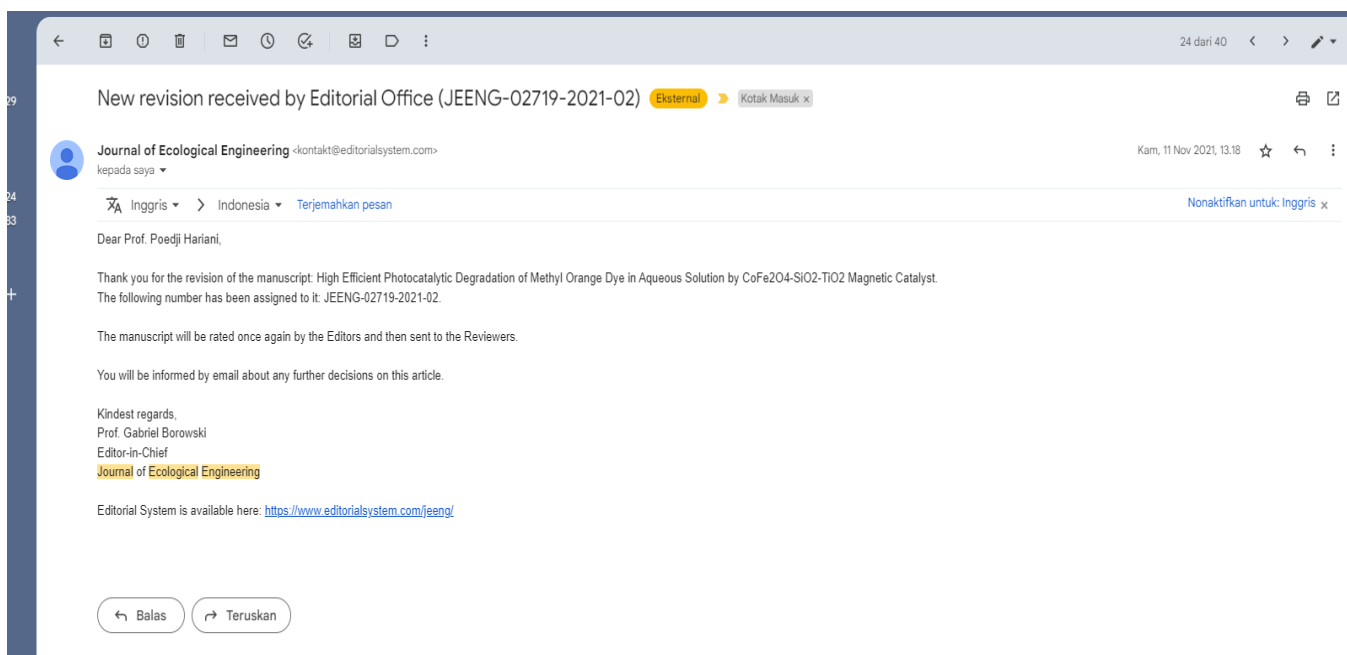 24 dari 40
29
New revision received by Editorial Office (JEENG-02719-2021-02) Eksternal Kotak Masuk x
Journal of Ecological Engineering <kontakt@editorialsystem.com>
Kam, 11 Nov 2021, 13.18
kepada saya
24
Inggris > Indonesia Terjemahkan pesan
Nonaktifkan untuk: Inggris x
33
Dear Prof. Poedji Hariani,
Thank you for the revision of the manuscript: High Efficient Photocatalytic Degradation of Methyl Orange Dye in Aqueous Solution by CoFe2O4-SiO2-TiO2 Magnetic Catalyst.
The following number has been assigned to it: JEENG-02719-2021-02.
The manuscript will be rated once again by the Editors and then sent to the Reviewers.
You will be informed by email about any further decisions on this article.
Kindest regards,
Prof. Gabriel Borowski
Editor-in-Chief
Journal of Ecological Engineering
Editorial System is available here: https://www.editorialsystem.com/jeeng/
Balas
Teruskan